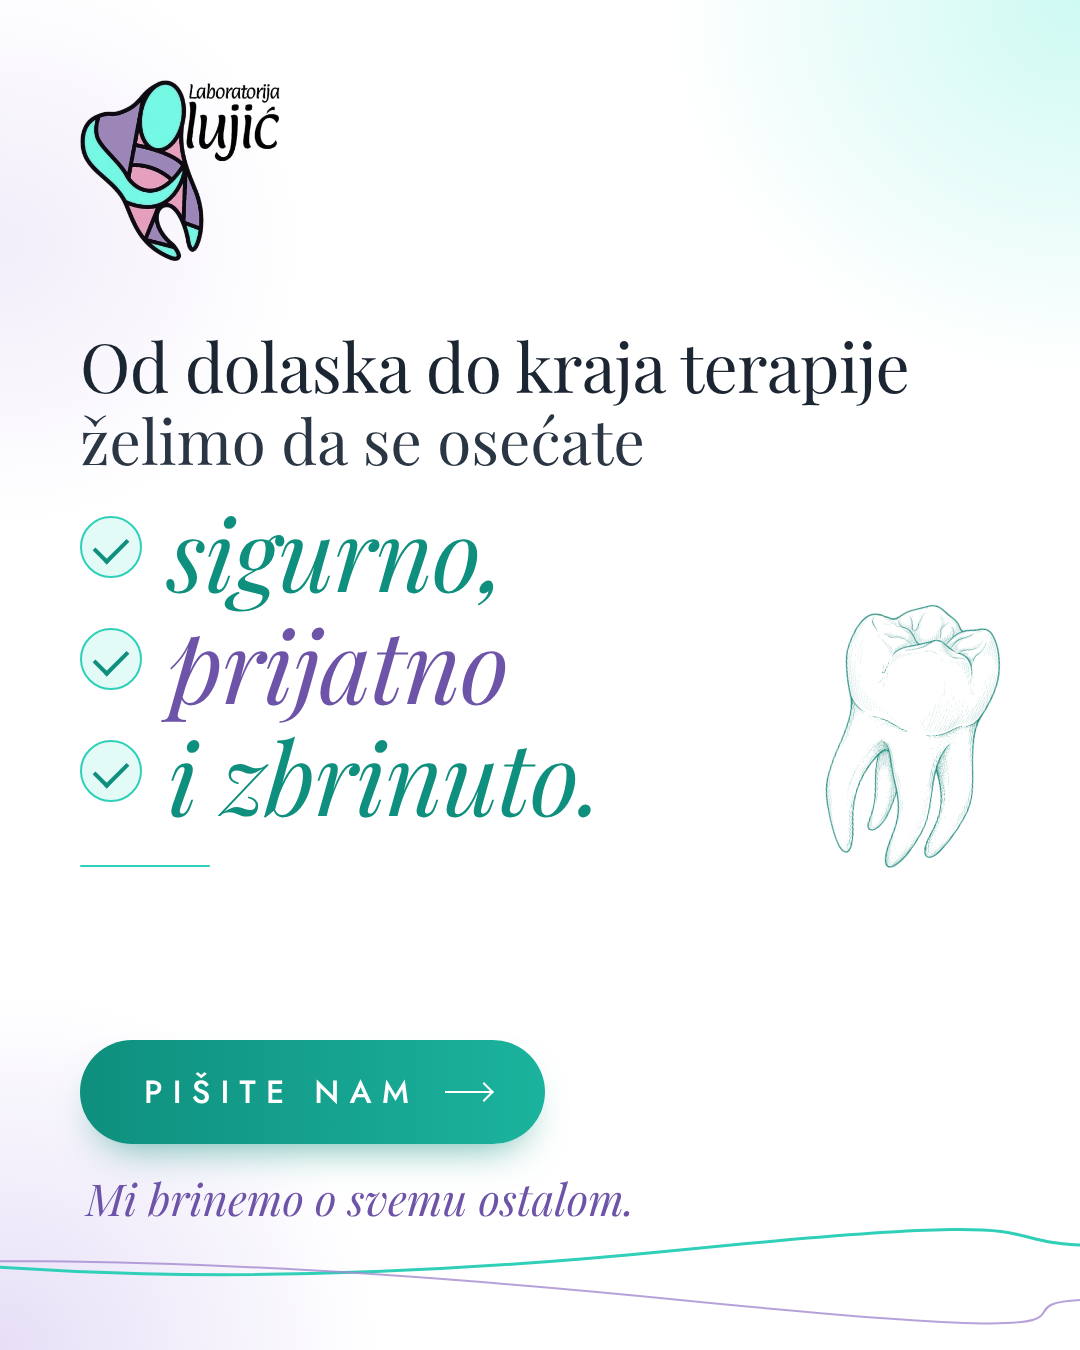 Laboratorija
lujić
Od dolaska do kraja terapije
želimo da se osećate
sigurno,
prijatno
i zbrinuto.
PIŠITE NAM
Mi brinemo o svemu ostalom.